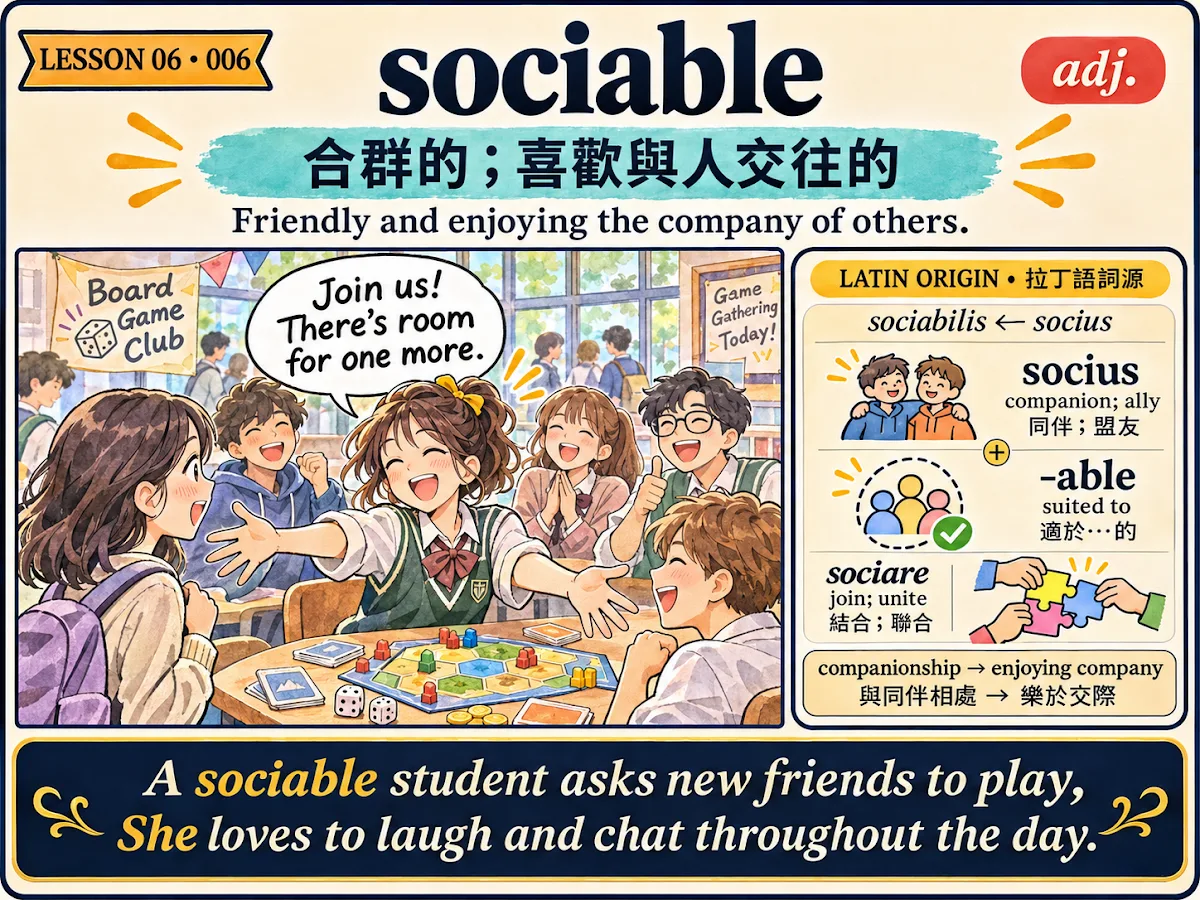 LESSON 06 • 006
sociable
adj.
合群的；喜歡與人交往的
Friendly and enjoying the company of others.
Board
Game
Club
Join us!
There's room
for one more.
Game
Gathering
Today!
LATIN ORIGIN • 拉丁語詞源
sociabilis ← socius
socius
companion; ally
同伴；盟友
+
-able
suited to
適於⋯的
sociare
join; unite
結合；聯合
companionship → enjoying company
與同伴相處 → 樂於交際
A sociable student asks new friends to play,
She loves to laugh and chat throughout the day.